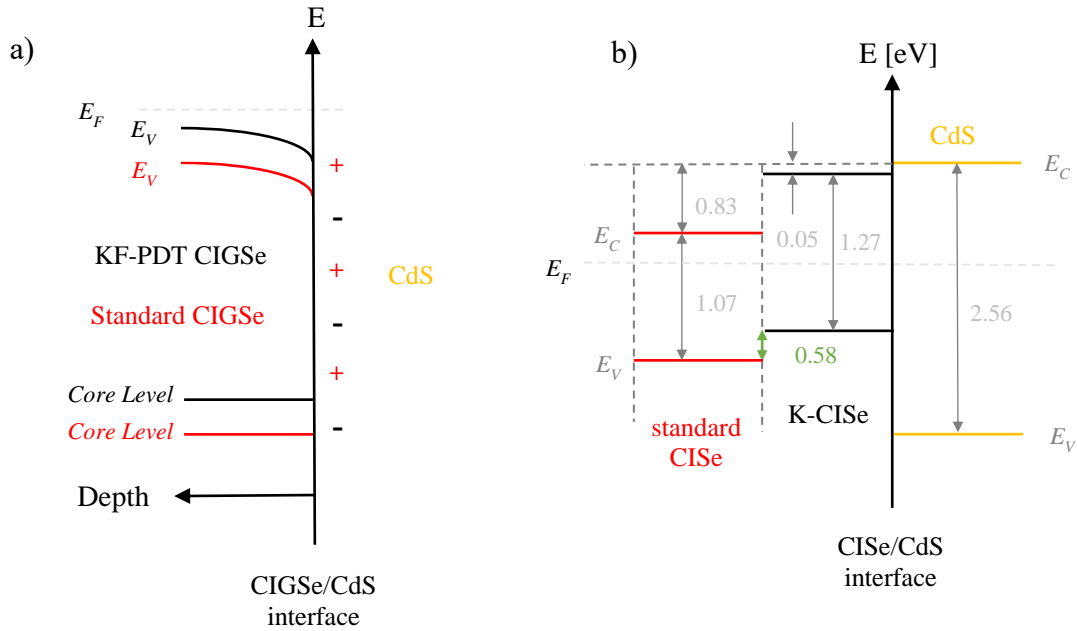 a)
E
E_F
E_V
E_V
+
-
KF-PDT CIGSe
+
CdS
Standard CIGSe
-
+
Core Level
Core Level
-
Depth
CIGSe/CdS
interface
b)
E [eV]
CdS
E_C
0.83
E_C
0.05
1.27
E_F
1.07
2.56
0.58
E_V
K-CISe
standard
CISe
E_V
CISe/CdS
interface